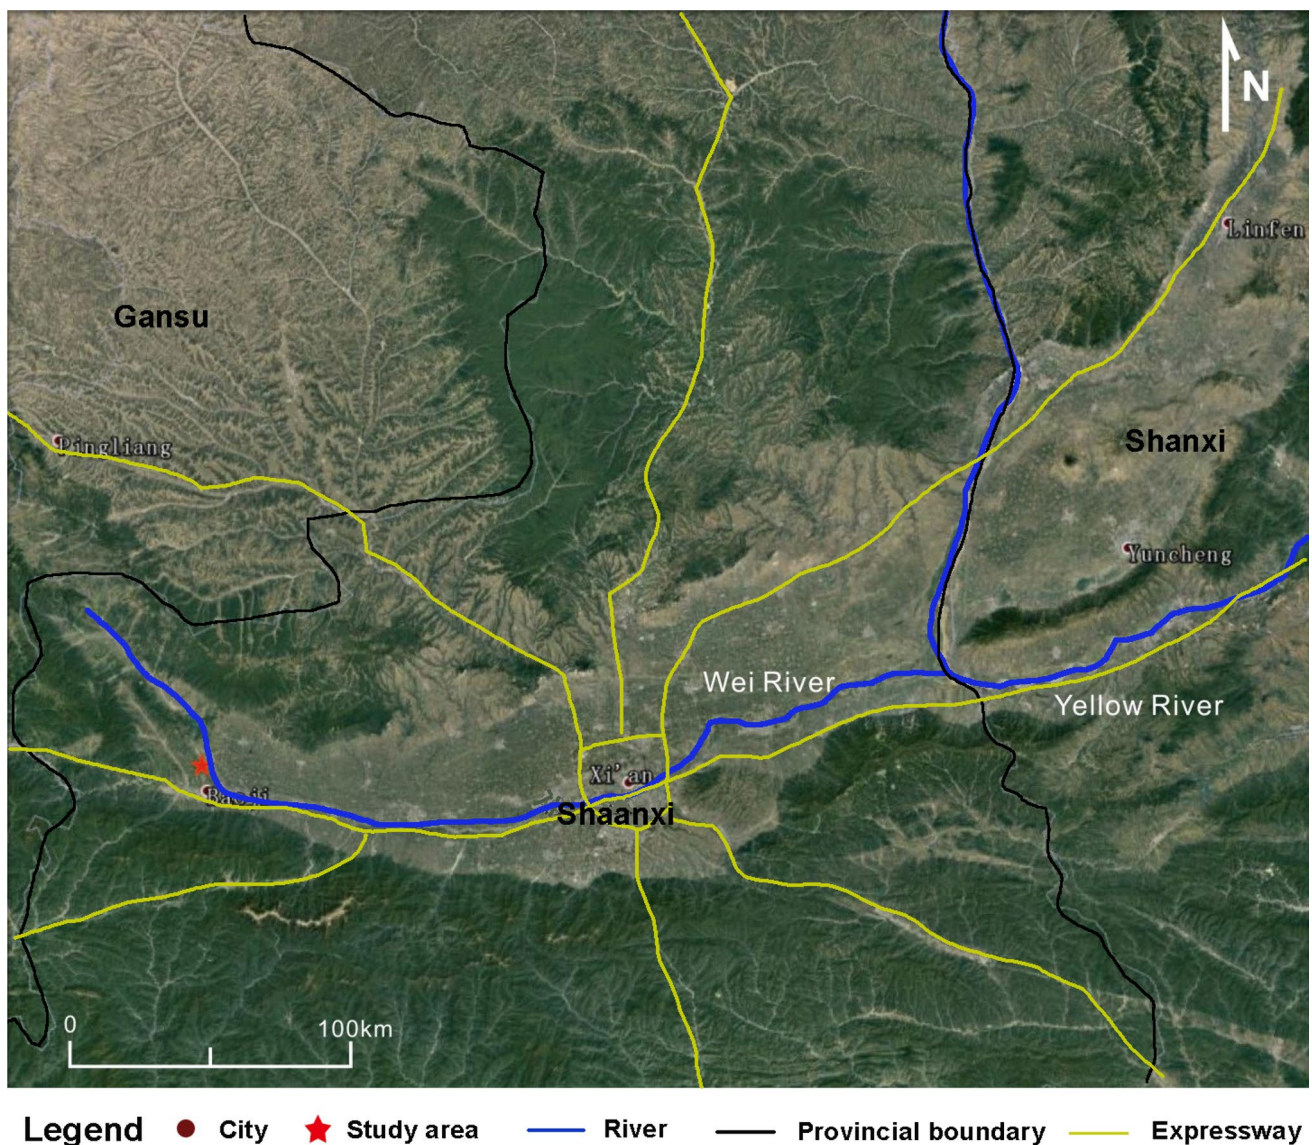 N
Linfen
Gansu
Shanxi
Pingliang
Yuncheng
Wei River
Yellow River
Xi'an
Baoji
Shaanxi
0 100km
Legend City Study area River Provincial boundary Expressway